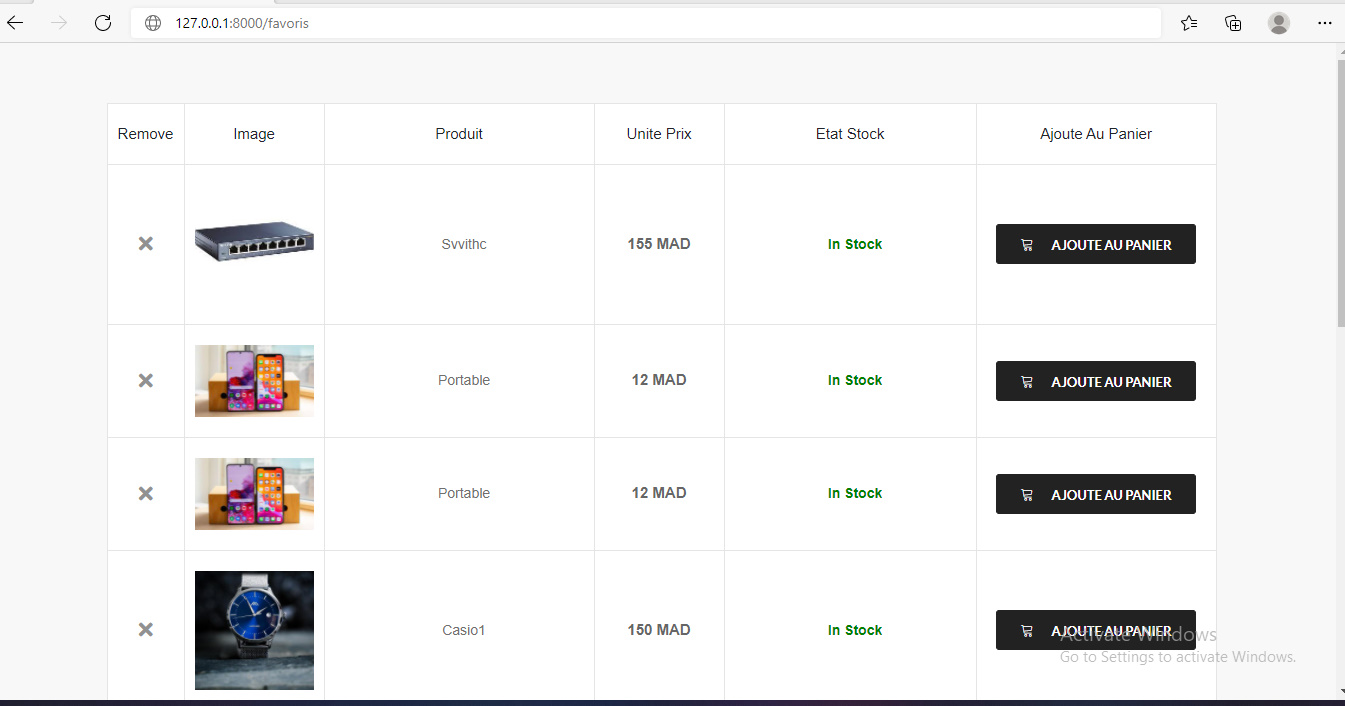 127.0.0.1:8000/favoris
Remove Image Produit Unite Prix Etat Stock Ajoute Au Panier
Svvithc 155 MAD In Stock AJOUTE AU PANIER
Portable 12 MAD In Stock AJOUTE AU PANIER
Portable 12 MAD In Stock AJOUTE AU PANIER
Casio1 150 MAD In Stock AJOUTE AU PANIER
Activate Windows
Go to Settings to activate Windows.